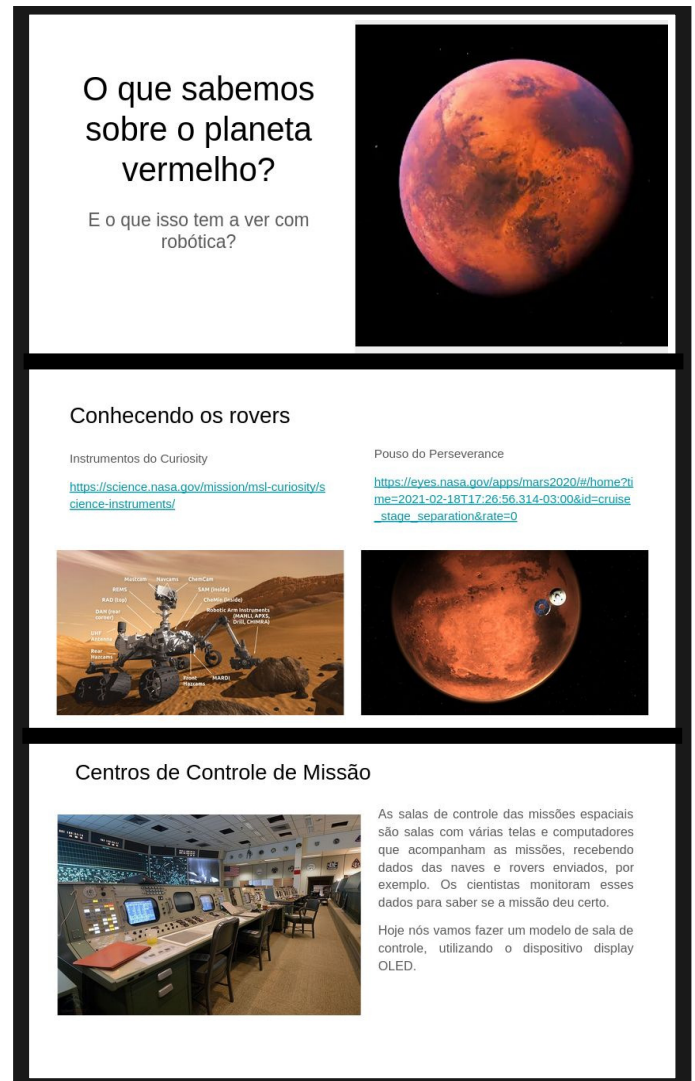 O que sabemos
sobre o planeta
vermelho?
E o que isso tem a ver com
robótica?
Conhecendo os rovers
Instrumentos do Curiosity
https://science.nasa.gov/mission/msl-curiosity/s
cience-instruments/
Pouso do Perseverance
https://eyes.nasa.gov/apps/mars2020/#/home?ti
me=2021-02-18T17:26:56.314-03:00&id=cruise
_stage_separation&rate=0
Mastcam
Navcams
ChemCam
REMS
SAM (inside)
RAD (top)
CheMin (inside)
DAN (rear
corner)
Robotic Arm Instruments
(MAHLI, APXS,
Drill, CHIMRA)
UHF
Antenna
Rear
Hazcams
Front
Hazcams
MARDI
Centros de Controle de Missão
As salas de controle das missões espaciais
são salas com várias telas e computadores
que acompanham as missões, recebendo
dados das naves e rovers enviados, por
exemplo. Os cientistas monitoram esses
dados para saber se a missão deu certo.
Hoje nós vamos fazer um modelo de sala de
controle, utilizando o dispositivo display
OLED.